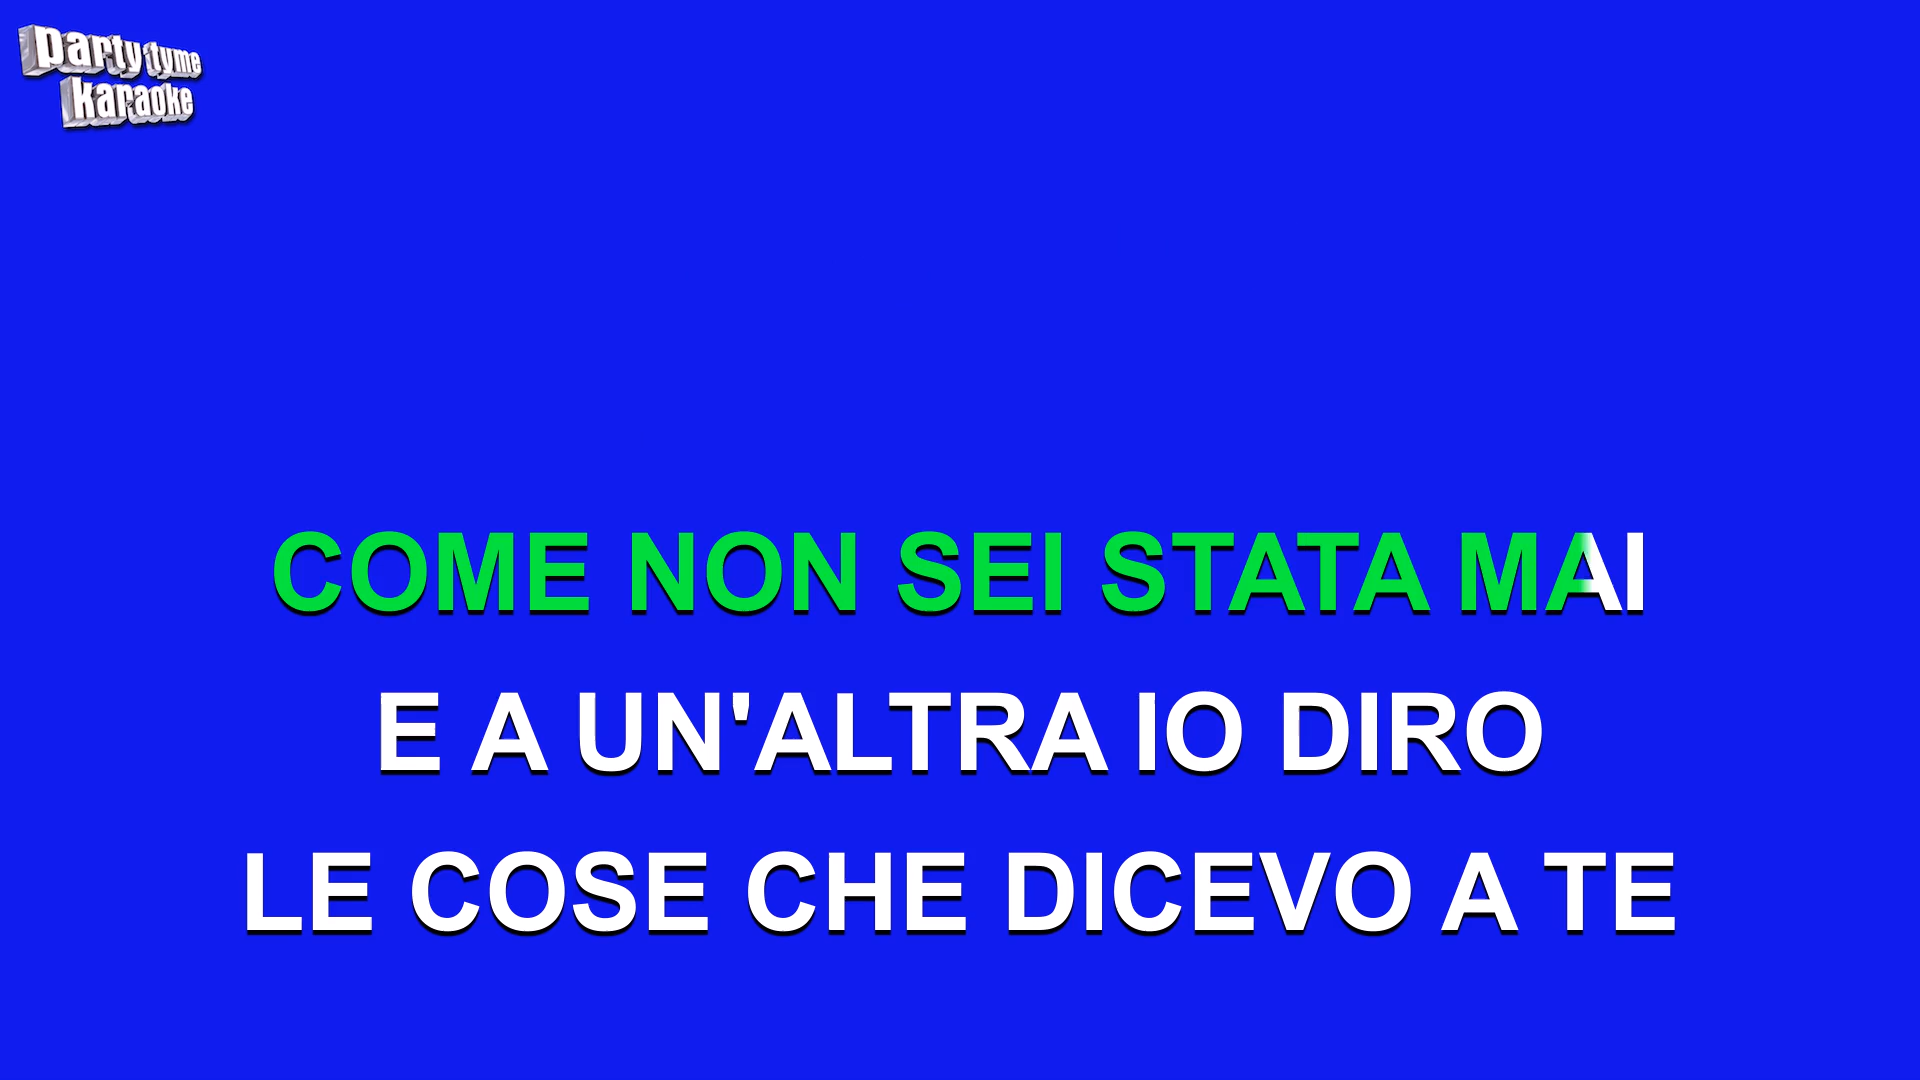 party tyme
karaoke
COME NON SEI STATA MAI
E A UN'ALTRA IO DIRO
LE COSE CHE DICEVO A TE